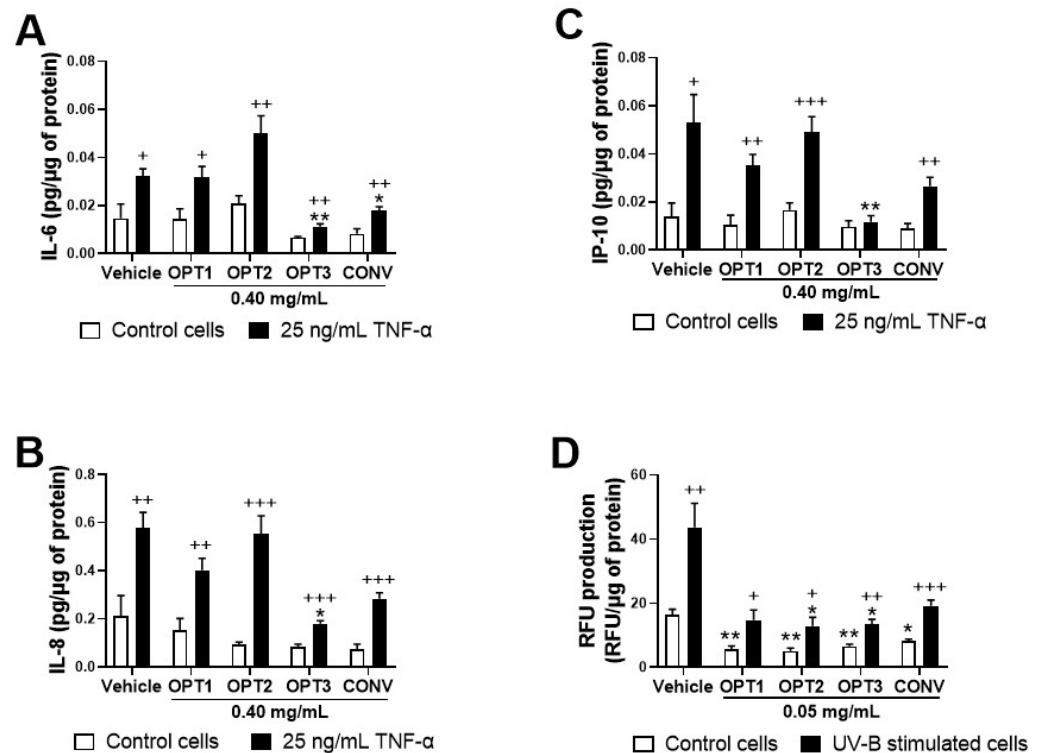 A
IL-6 (pg/µg of protein)
0.08
0.06
0.04
0.02
0.00
+
+
++
++
**
++
*
Vehicle OPT1 OPT2 OPT3 CONV
0.40 mg/mL
Control cells 25 ng/mL TNF-α
C
IP-10 (pg/µg of protein)
0.08
0.06
0.04
0.02
0.00
+
++
+++
**
++
Vehicle OPT1 OPT2 OPT3 CONV
0.40 mg/mL
Control cells 25 ng/mL TNF-α
B
IL-8 (pg/µg of protein)
0.8
0.6
0.4
0.2
0.0
++
++
+++
+++
*
+++
Vehicle OPT1 OPT2 OPT3 CONV
0.40 mg/mL
Control cells 25 ng/mL TNF-α
D
RFU production
(RFU/µg of protein)
60
40
20
0
++
**
+
**
+
*
**
++
*
*
+++
Vehicle OPT1 OPT2 OPT3 CONV
0.05 mg/mL
Control cells UV-B stimulated cells